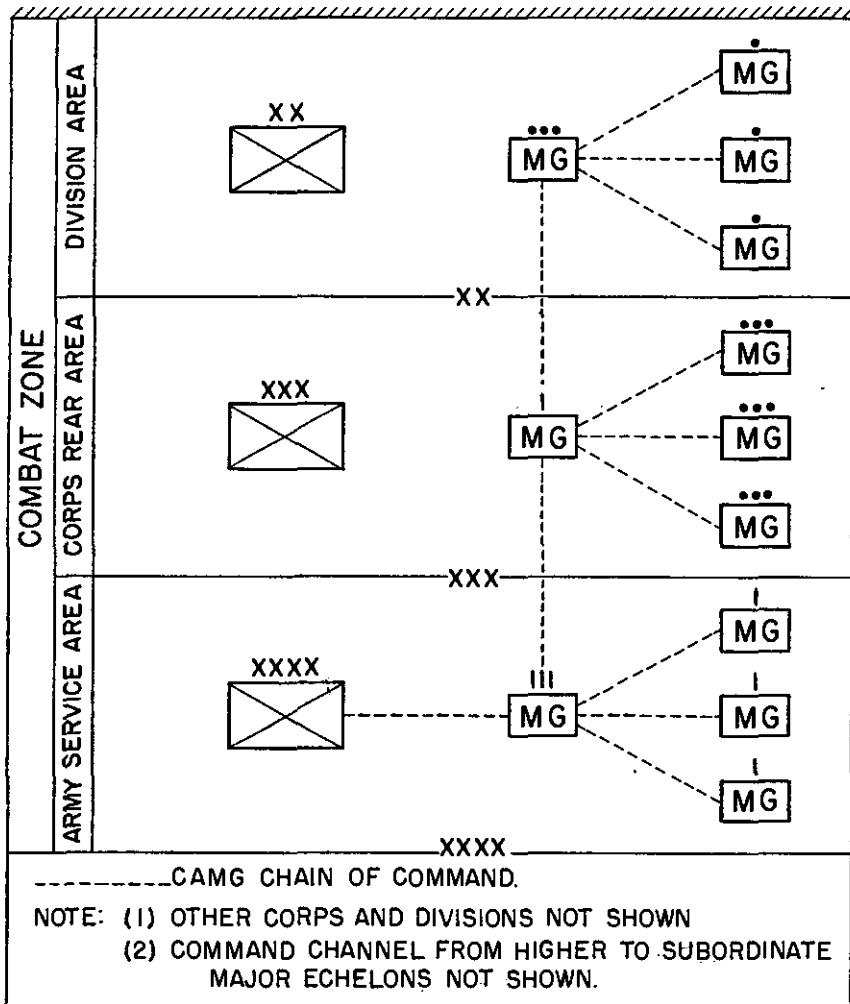 COMBAT ZONE
DIVISION AREA
XX
MG
MG
MG
MG
XX
CORPS REAR AREA
XXX
MG
MG
MG
MG
XXX
ARMY SERVICE AREA
XXXX
III
MG
I
MG
I
MG
I
MG
XXXX
CAMG CHAIN OF COMMAND.
NOTE: (1) OTHER CORPS AND DIVISIONS NOT SHOWN
(2) COMMAND CHANNEL FROM HIGHER TO SUBORDINATE
MAJOR ECHELONS NOT SHOWN.